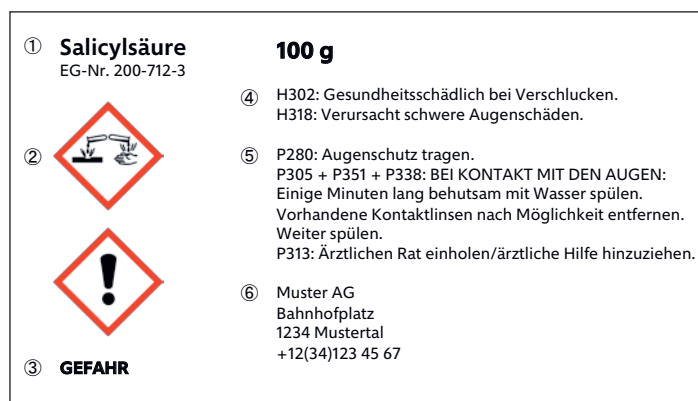 ① Salicylsäure
EG-Nr. 200-712-3
②
③ GEFAHR
100 g
④ H302: Gesundheitsschädlich bei Verschlucken.
H318: Verursacht schwere Augenschäden.
⑤ P280: Augenschutz tragen.
P305 + P351 + P338: BEI KONTAKT MIT DEN AUGEN:
Einige Minuten lang behutsam mit Wasser spülen.
Vorhandene Kontaktlinsen nach Möglichkeit entfernen.
Weiter spülen.
P313: Ärztlichen Rat einholen/ärztliche Hilfe hinzuziehen.
⑥ Muster AG
Bahnhofplatz
1234 Mustertal
+12(34)123 45 67